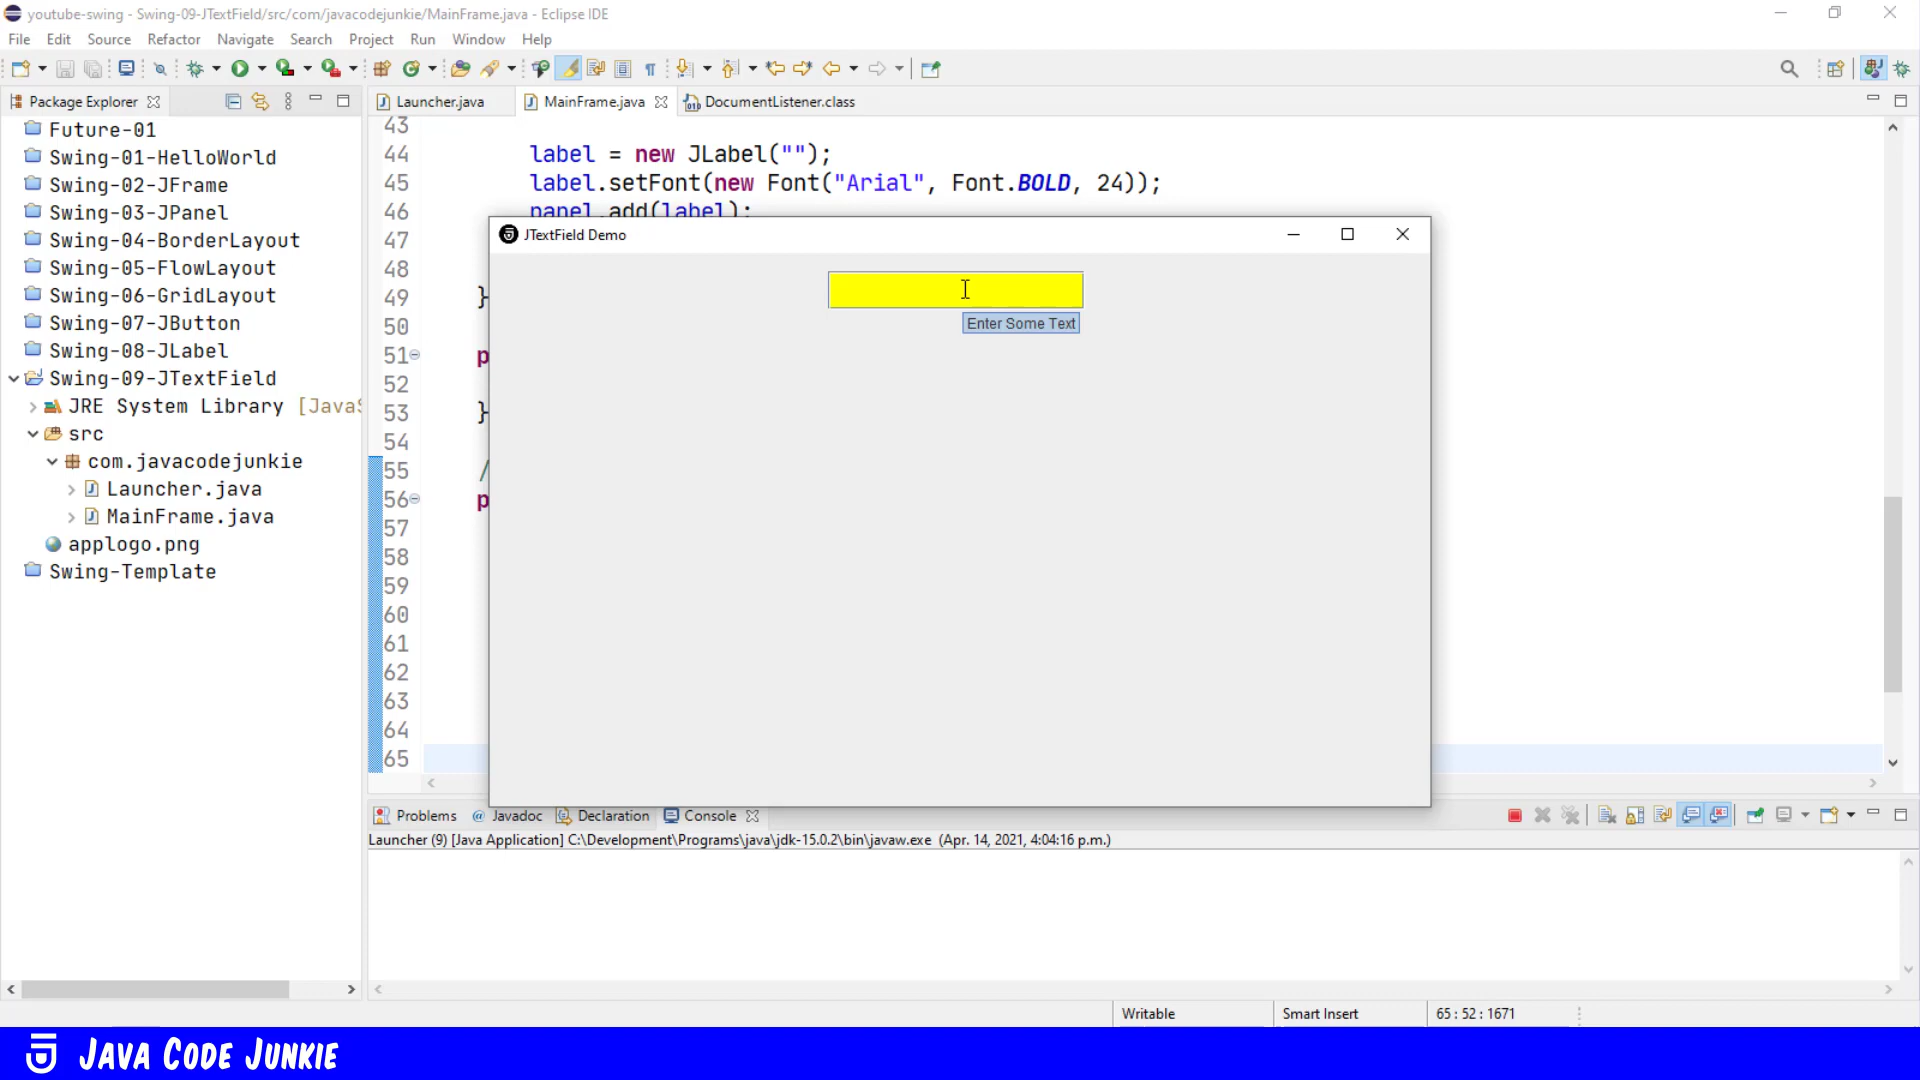 youtube-swing - Swing-09-JTextField/src/com/javacodejunkie/MainFrame.java - Eclipse IDE
File Edit Source Refactor Navigate Search Project Run Window Help
Package Explorer
Launcher.java MainFrame.java DocumentListener.class
Future-01
Swing-01-HelloWorld
Swing-02-JFrame
Swing-03-JPanel
Swing-04-BorderLayout
Swing-05-FlowLayout
Swing-06-GridLayout
Swing-07-JButton
Swing-08-JLabel
Swing-09-JTextField
JRE System Library [JavaS
src
com.javacodejunkie
Launcher.java
MainFrame.java
applogo.png
Swing-Template
43
44 label = new JLabel("");
45 label.setFont(new Font("Arial", Font.BOLD, 24));
46 panel.add(label);
47
48
49 }
50
51 p
52
53 }
54
55 /
56 p
57
58
59
60
61
62
63
64
65
JTextField Demo
Enter Some Text
Problems @ Javadoc Declaration Console
Launcher (9) [Java Application] C:\Development\Programs\java\jdk-15.0.2\bin\javaw.exe (Apr. 14, 2021, 4:04:16 p.m.)
Writable Smart Insert 65 : 52 : 1671
JAVA CODE JUNKIE